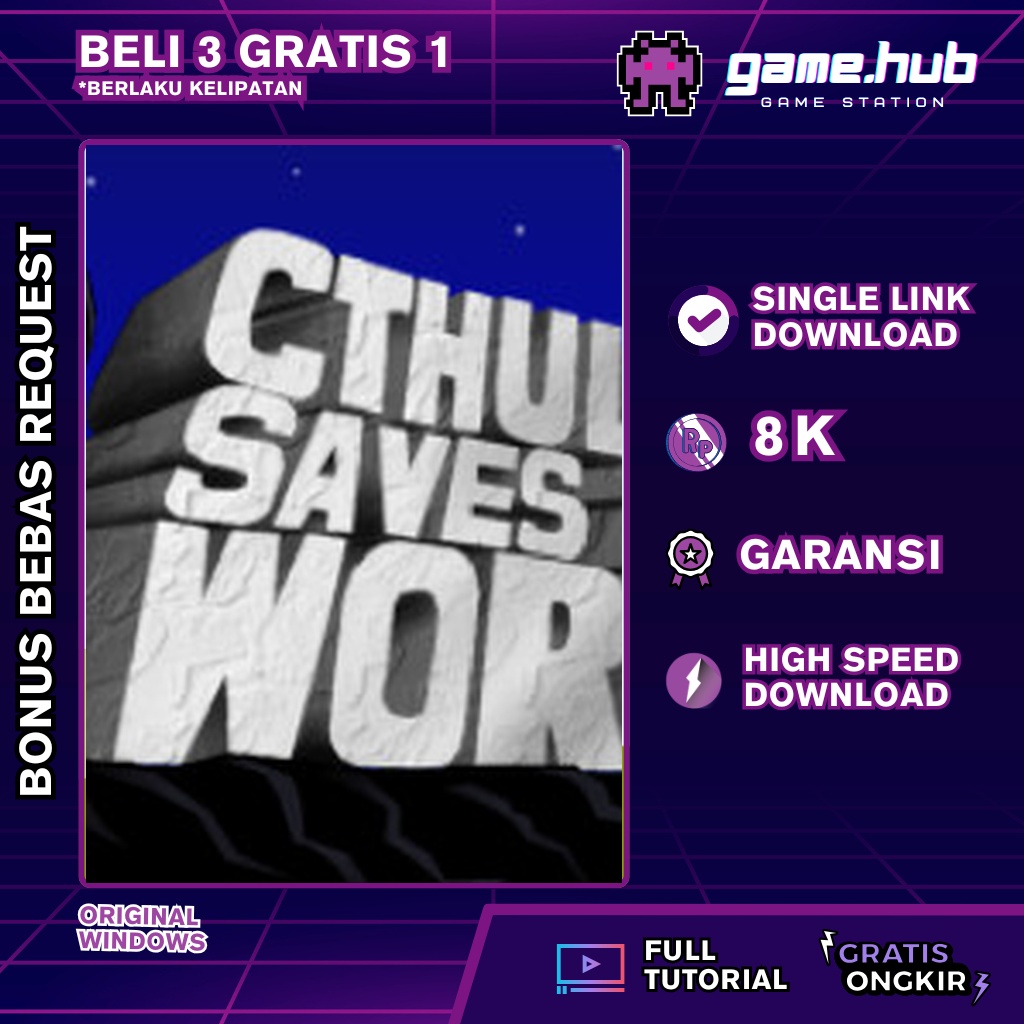 BELI 3 GRATIS 1
*BERLAKU KELIPATAN
game.hub
GAME STATION
BONUS BEBAS REQUEST
CTHUL
SAVES
WOR
SINGLE LINK
DOWNLOAD
Rp
8K
GARANSI
HIGH SPEED
DOWNLOAD
ORIGINAL
WINDOWS
FULL
TUTORIAL
GRATIS
ONGKIR